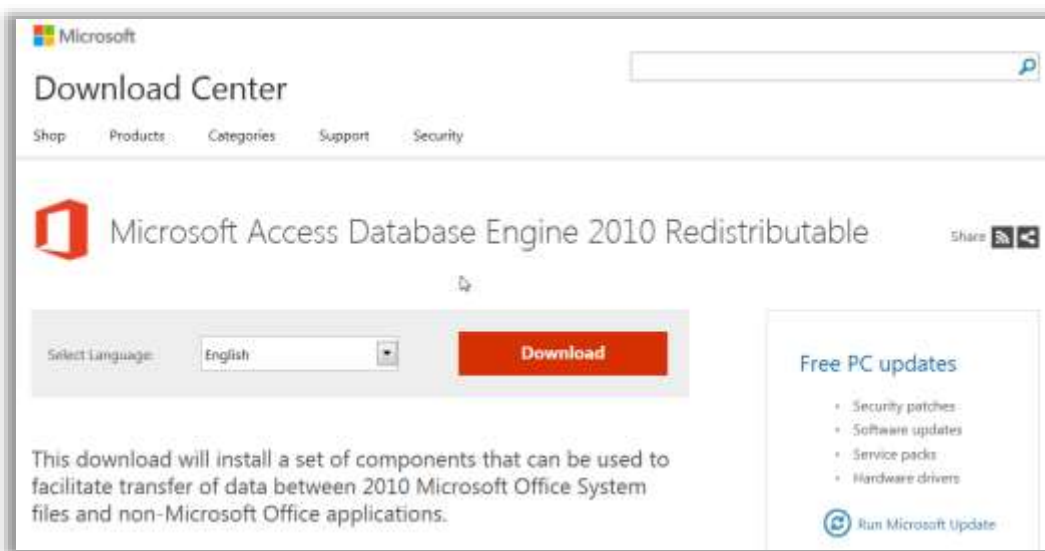 Microsoft
Download Center
Shop Products Categories Support Security
Microsoft Access Database Engine 2010 Redistributable
Share
Select Language:
English
Download
This download will install a set of components that can be used to
facilitate transfer of data between 2010 Microsoft Office System
files and non-Microsoft Office applications.
Free PC updates
Security patches
Software updates
Service packs
Hardware drivers
Run Microsoft Update